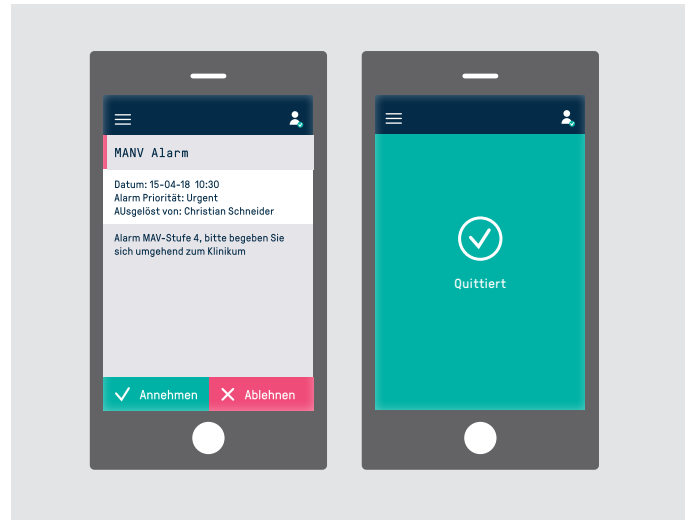 MANV Alarm
Datum: 15-04-18 10:30
Alarm Priorität: Urgent
AUsgelöst von: Christian Schneider
Alarm MAV-Stufe 4, bitte begeben Sie
sich umgehend zum Klinikum
Annehmen
Ablehnen
Quittiert